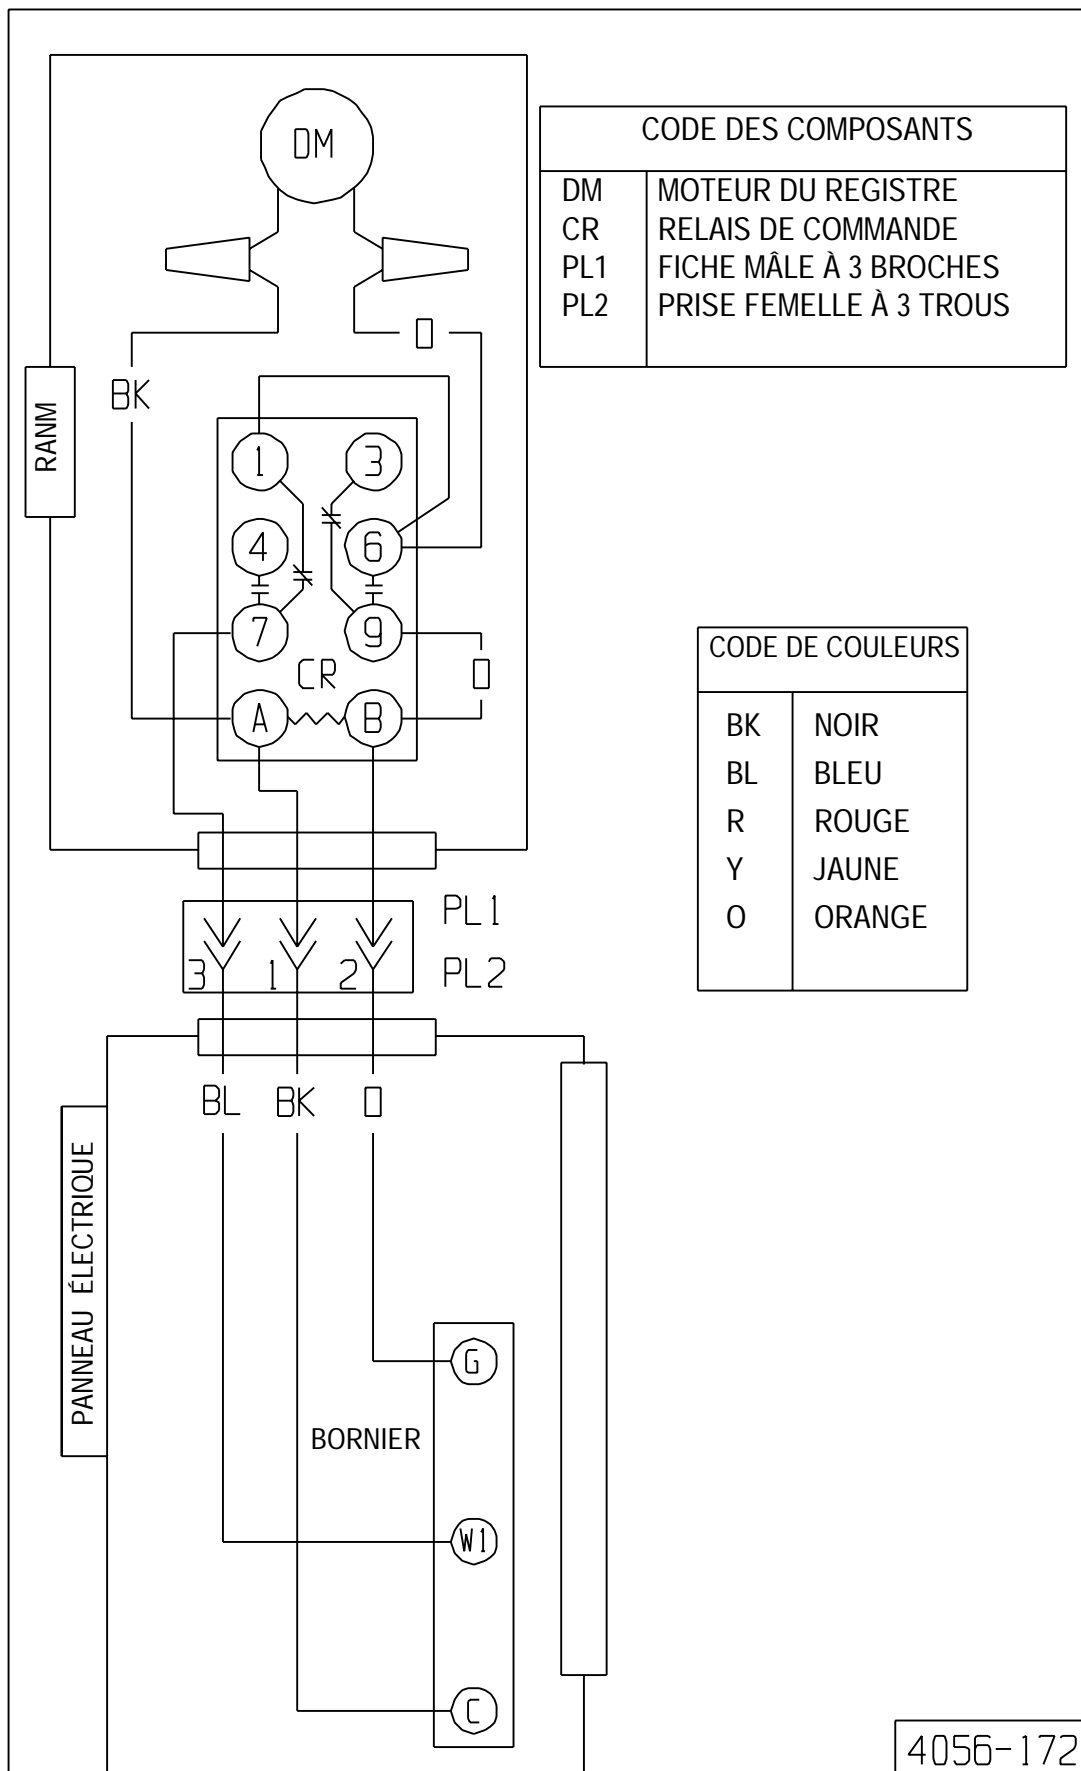 DM
CODE DES COMPOSANTS
DM MOTEUR DU REGISTRE
CR RELAIS DE COMMANDE
PL1 FICHE MÂLE À 3 BROCHES
PL2 PRISE FEMELLE À 3 TROUS
O
BK
RANM
1 3
4 6
7 9
CR O
A B
CODE DE COULEURS
BK NOIR
BL BLEU
R ROUGE
Y JAUNE
O ORANGE
PL1
3 1 2 PL2
BL BK O
PANNEAU ÉLECTRIQUE
G
BORNIER
W1
C
4056-172